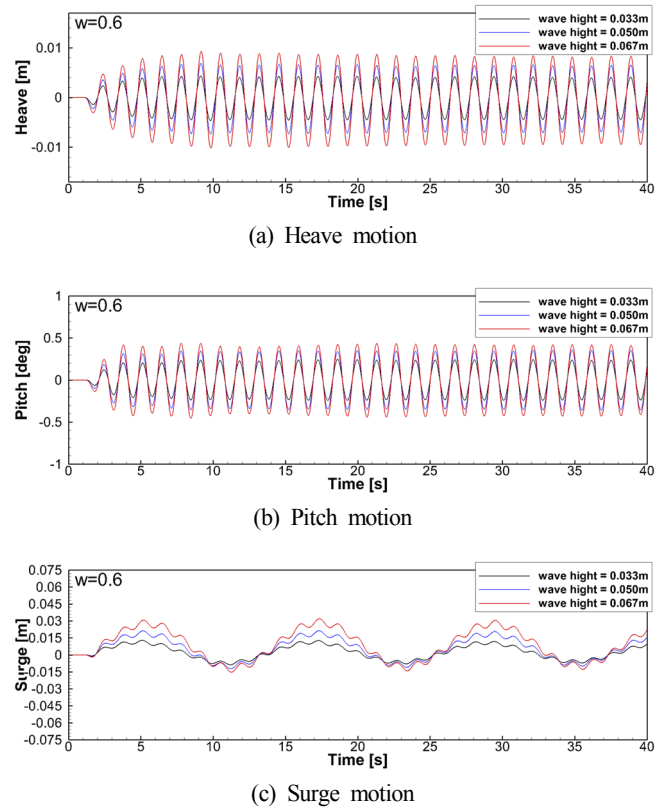 w=0.6
wave hight = 0.033m
wave hight = 0.050m
wave hight = 0.067m
Heave [m]
0.01
0
-0.01
0 5 10 15 20 25 30 35 40
Time [s]
(a) Heave motion
w=0.6
wave hight = 0.033m
wave hight = 0.050m
wave hight = 0.067m
Pitch [deg]
1
0.5
0
-0.5
-1
0 5 10 15 20 25 30 35 40
Time [s]
(b) Pitch motion
w=0.6
wave hight = 0.033m
wave hight = 0.050m
wave hight = 0.067m
Surge [m]
0.075
0.06
0.045
0.03
0.015
0
-0.015
-0.03
-0.045
-0.06
-0.075
0 5 10 15 20 25 30 35 40
Time [s]
(c) Surge motion